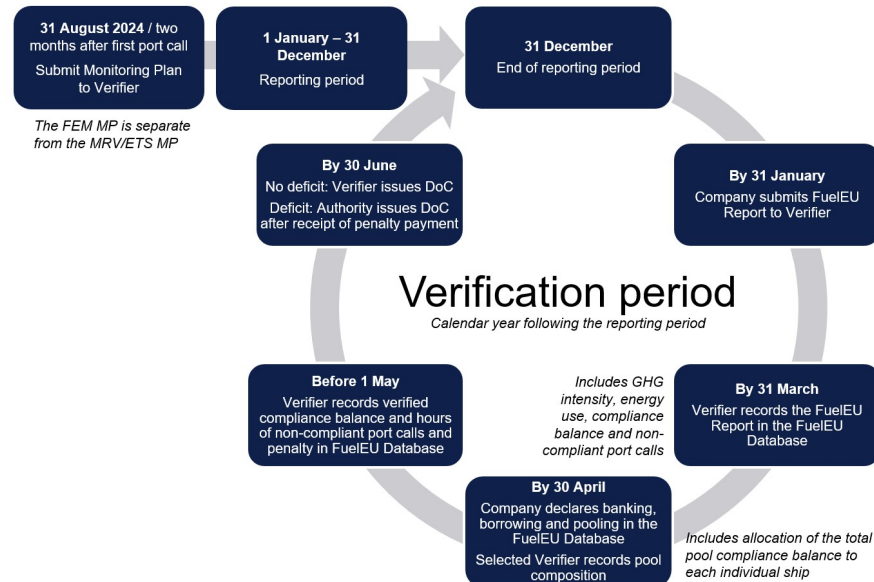 31 August 2024 / two
months after first port call
Submit Monitoring Plan
to Verifier
1 January – 31
December
Reporting period
31 December
End of reporting period
The FEM MP is separate
from the MRV/ETS MP
By 30 June
No deficit: Verifier issues DoC
Deficit: Authority issues DoC
after receipt of penalty payment
By 31 January
Company submits FuelEU
Report to Verifier
Verification period
Calendar year following the reporting period
Before 1 May
Verifier records verified
compliance balance and hours
of non-compliant port calls and
penalty in FuelEU Database
Includes GHG
intensity, energy
use, compliance
balance and non-
compliant port calls
By 31 March
Verifier records the FuelEU
Report in the FuelEU
Database
By 30 April
Company declares banking,
borrowing and pooling in the
FuelEU Database
Selected Verifier records pool
composition
Includes allocation of the total
pool compliance balance to
each individual ship